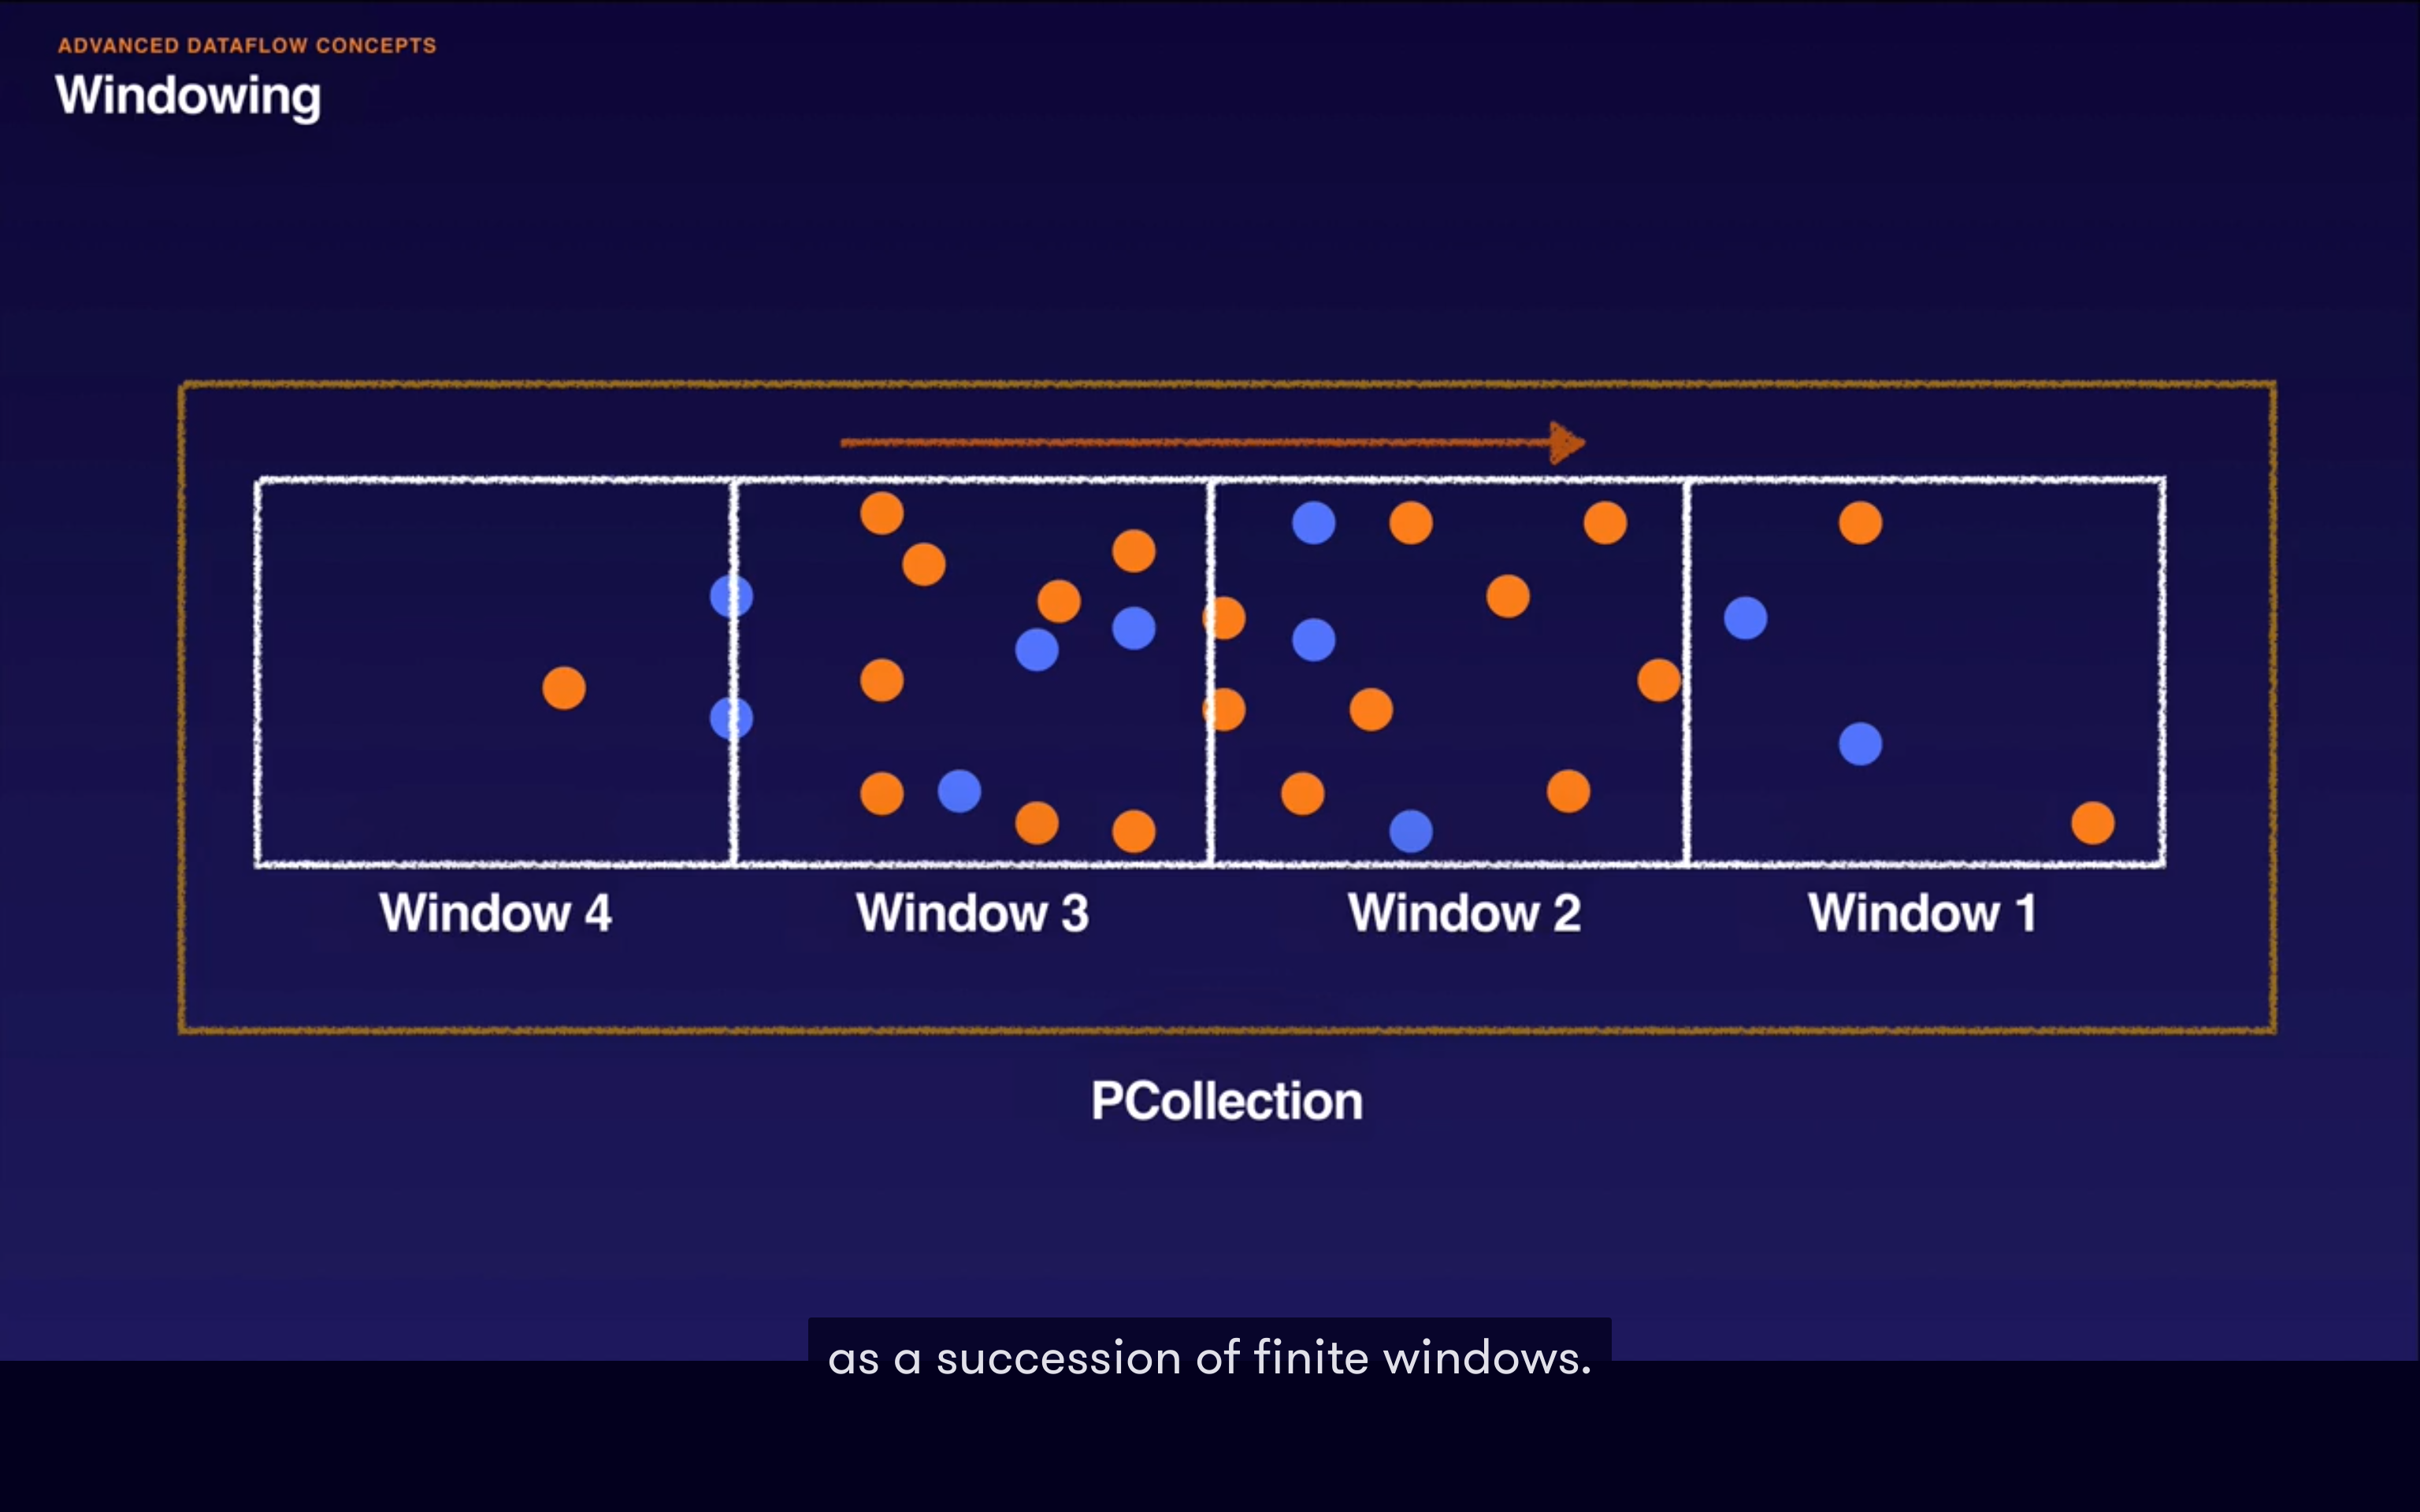 ADVANCED DATAFLOW CONCEPTS
Windowing
Window 4
Window 3
Window 2
Window 1
PCollection
as a succession of finite windows.